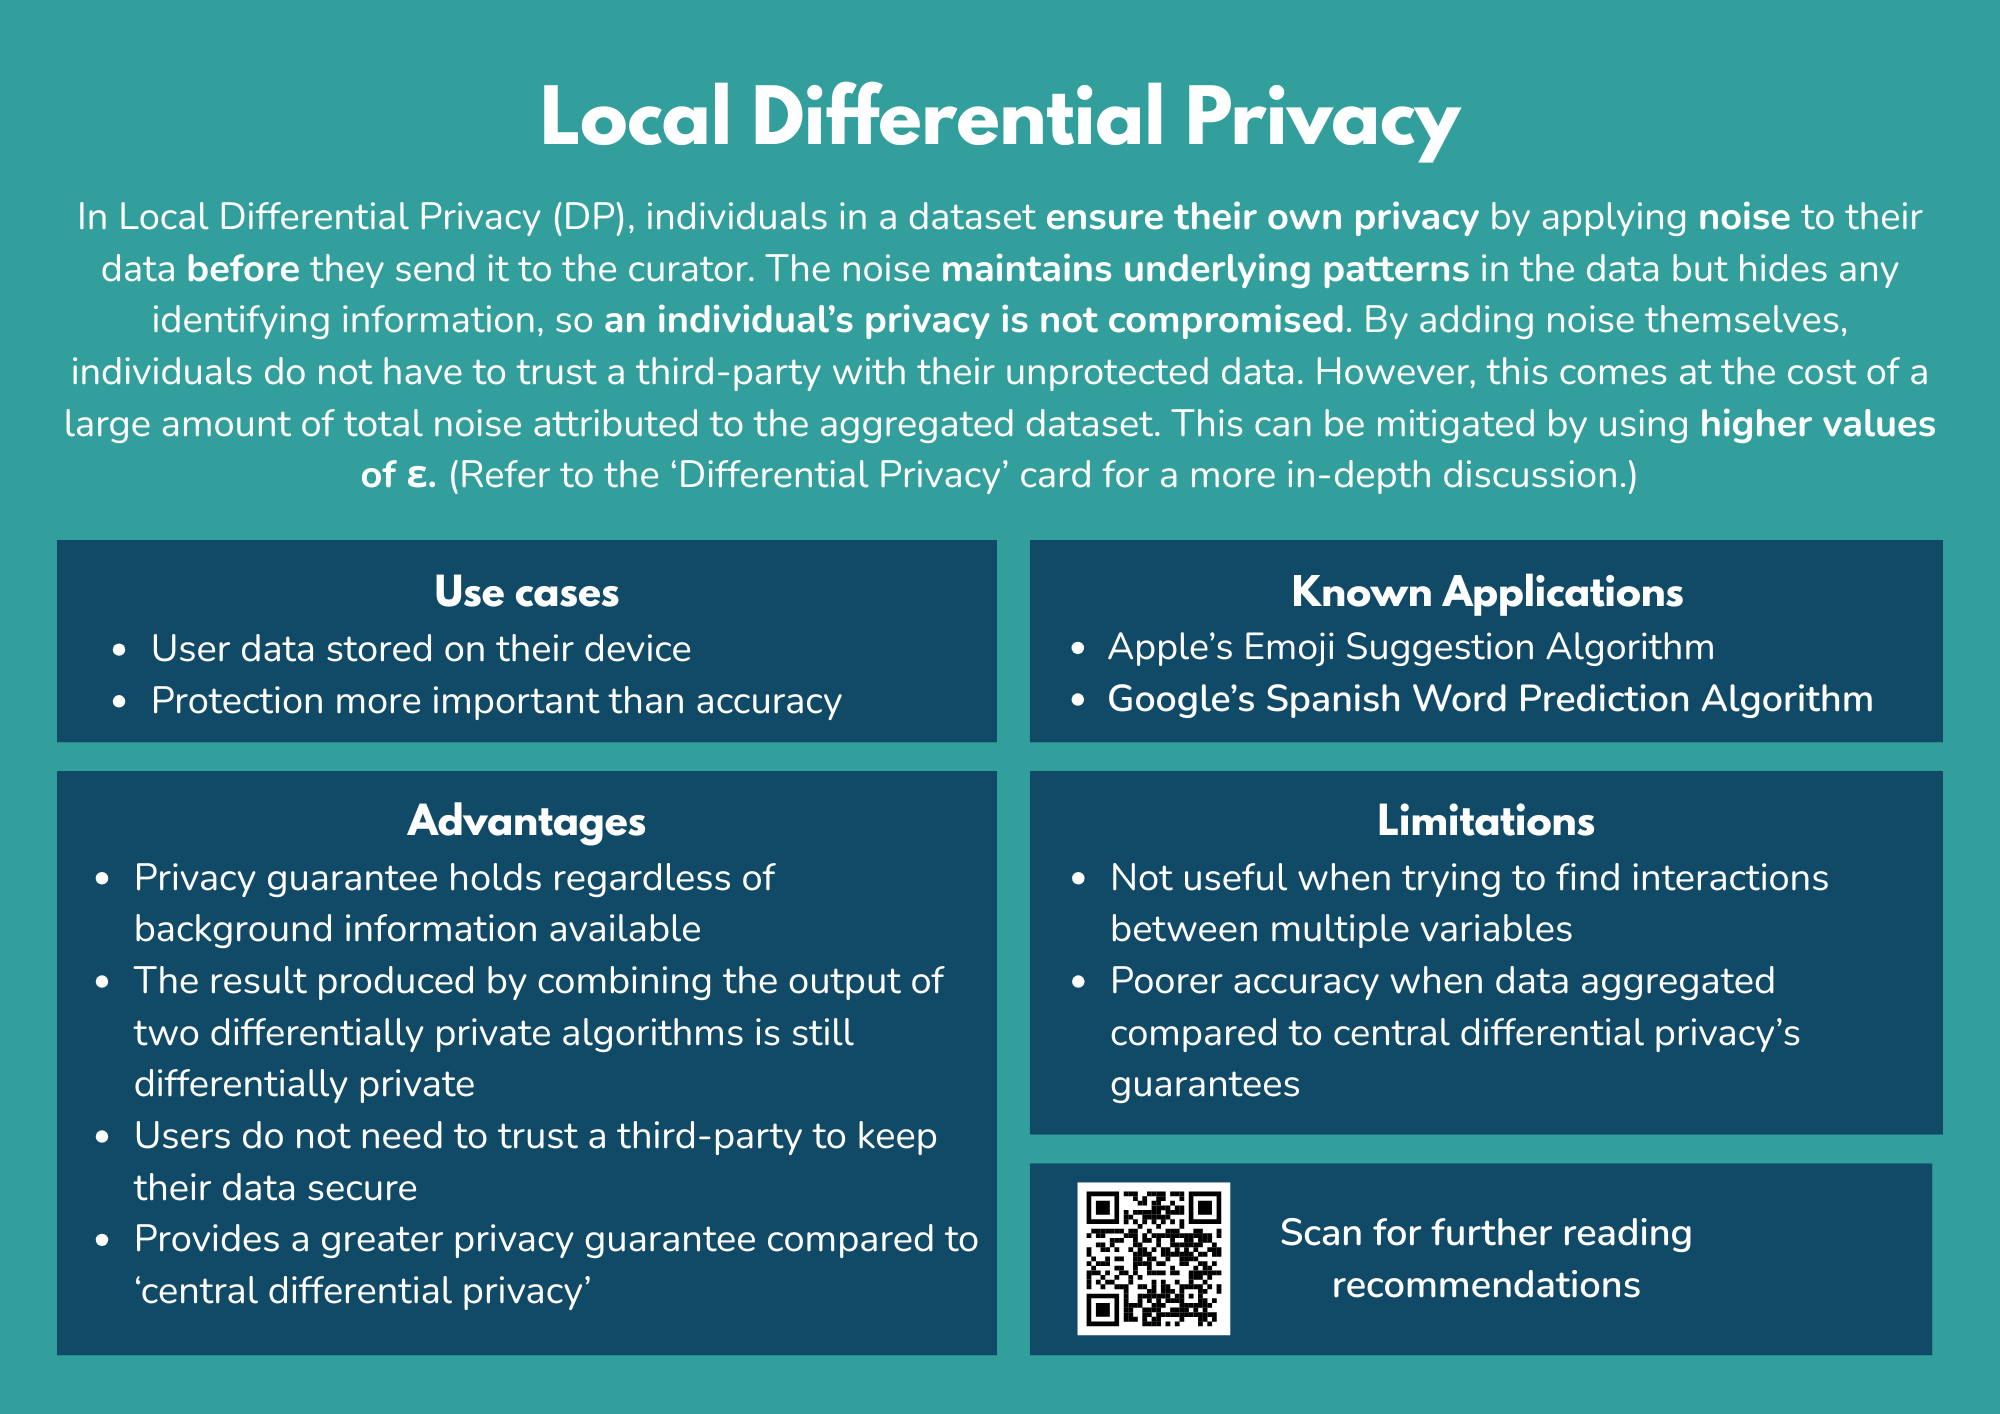 Local Differential Privacy
In Local Differential Privacy (DP), individuals in a dataset ensure their own privacy by applying noise to their
data before they send it to the curator. The noise maintains underlying patterns in the data but hides any
identifying information, so an individual’s privacy is not compromised. By adding noise themselves,
individuals do not have to trust a third-party with their unprotected data. However, this comes at the cost of a
large amount of total noise attributed to the aggregated dataset. This can be mitigated by using higher values
of ε. (Refer to the ‘Differential Privacy’ card for a more in-depth discussion.)
Use cases
• User data stored on their device
• Protection more important than accuracy
Known Applications
• Apple’s Emoji Suggestion Algorithm
• Google’s Spanish Word Prediction Algorithm
Advantages
• Privacy guarantee holds regardless of
background information available
• The result produced by combining the output of
two differentially private algorithms is still
differentially private
• Users do not need to trust a third-party to keep
their data secure
• Provides a greater privacy guarantee compared to
‘central differential privacy’
Limitations
• Not useful when trying to find interactions
between multiple variables
• Poorer accuracy when data aggregated
compared to central differential privacy’s
guarantees
Scan for further reading
recommendations